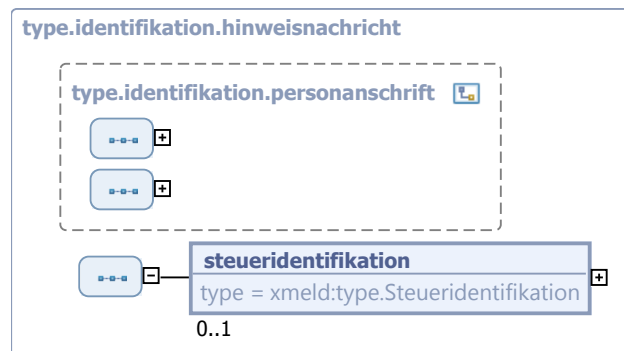 type.identifikation.hinweisnachricht
type.identifikation.personanschrift
steueridentifikation
type = xmeld:type.Steueridentifikation
0..1